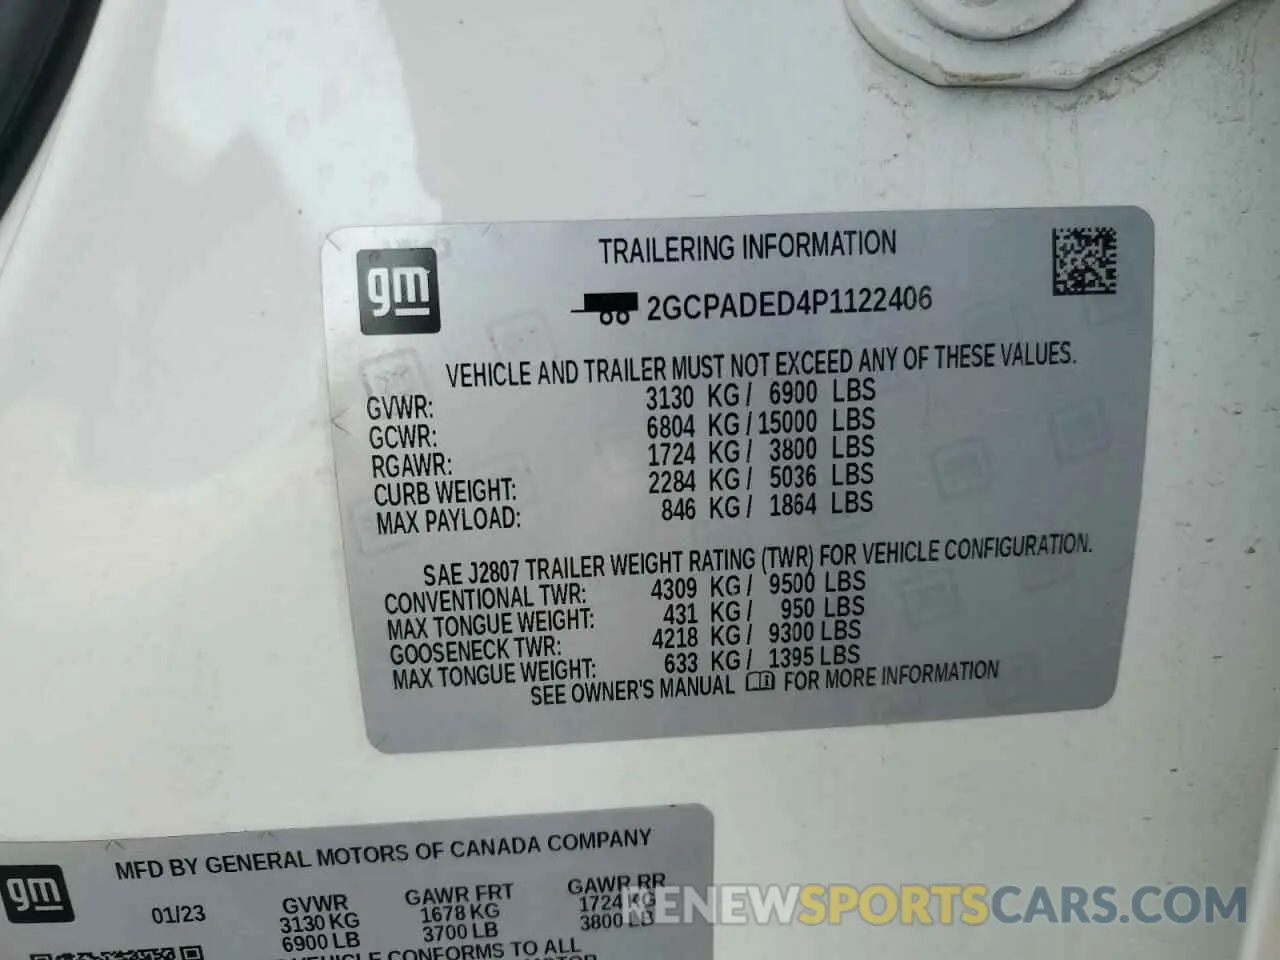 gm
TRAILERING INFORMATION
2GCPADED4P1122406
VEHICLE AND TRAILER MUST NOT EXCEED ANY OF THESE VALUES.
GVWR: 3130 KG / 6900 LBS
GCWR: 6804 KG / 15000 LBS
RGAWR: 1724 KG / 3800 LBS
CURB WEIGHT: 2284 KG / 5036 LBS
MAX PAYLOAD: 846 KG / 1864 LBS
SAE J2807 TRAILER WEIGHT RATING (TWR) FOR VEHICLE CONFIGURATION.
CONVENTIONAL TWR: 4309 KG / 9500 LBS
MAX TONGUE WEIGHT: 431 KG / 950 LBS
GOOSENECK TWR: 4218 KG / 9300 LBS
MAX TONGUE WEIGHT: 633 KG / 1395 LBS
SEE OWNER'S MANUAL FOR MORE INFORMATION
gm
MFD BY GENERAL MOTORS OF CANADA COMPANY
01/23 GVWR GAWR FRT GAWR RR
3130 KG 1678 KG 1724 KG
6900 LB 3700 LB 3800 LB
VEHICLE CONFORMS TO ALL
RENEWSPORTSCARS.COM